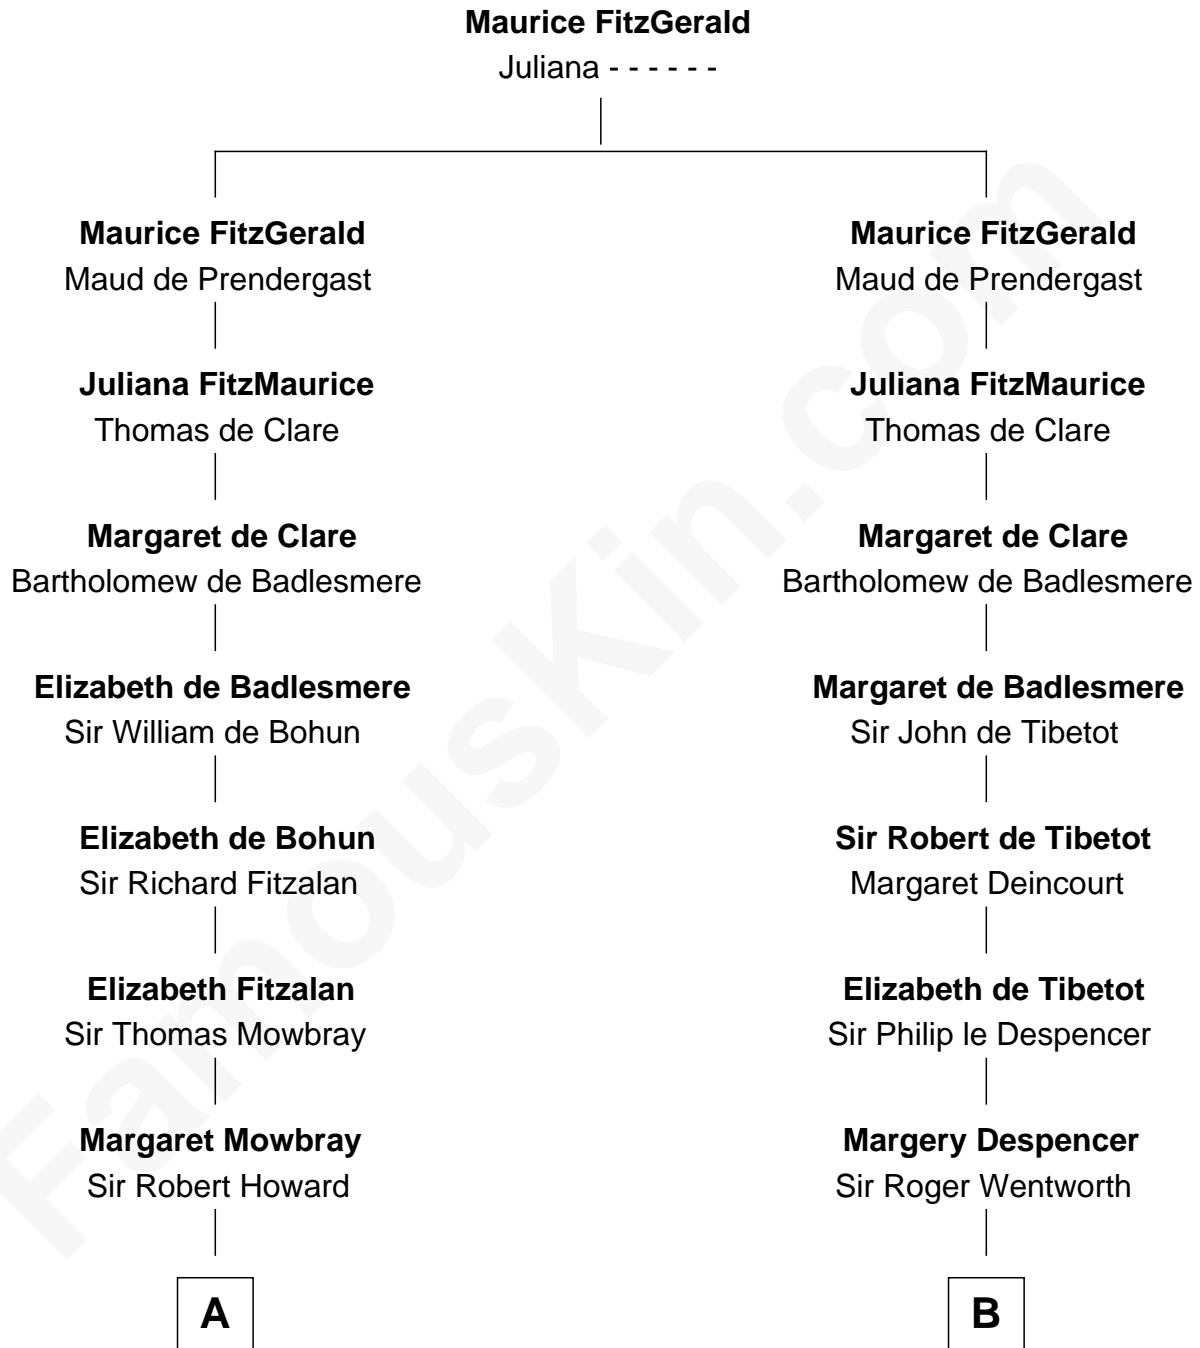 Maurice FitzGerald
Juliana - - - - - -
Maurice FitzGerald
Maud de Prendergast
Juliana FitzMaurice
Thomas de Clare
Margaret de Clare
Bartholomew de Badlesmere
Elizabeth de Badlesmere
Sir William de Bohun
Elizabeth de Bohun
Sir Richard Fitzalan
Elizabeth Fitzalan
Sir Thomas Mowbray
Margaret Mowbray
Sir Robert Howard
A
Maurice FitzGerald
Maud de Prendergast
Juliana FitzMaurice
Thomas de Clare
Margaret de Clare
Bartholomew de Badlesmere
Margaret de Badlesmere
Sir John de Tibetot
Sir Robert de Tibetot
Margaret Deincourt
Elizabeth de Tibetot
Sir Philip le Despencer
Margery Despencer
Sir Roger Wentworth
B
FamousKin.com